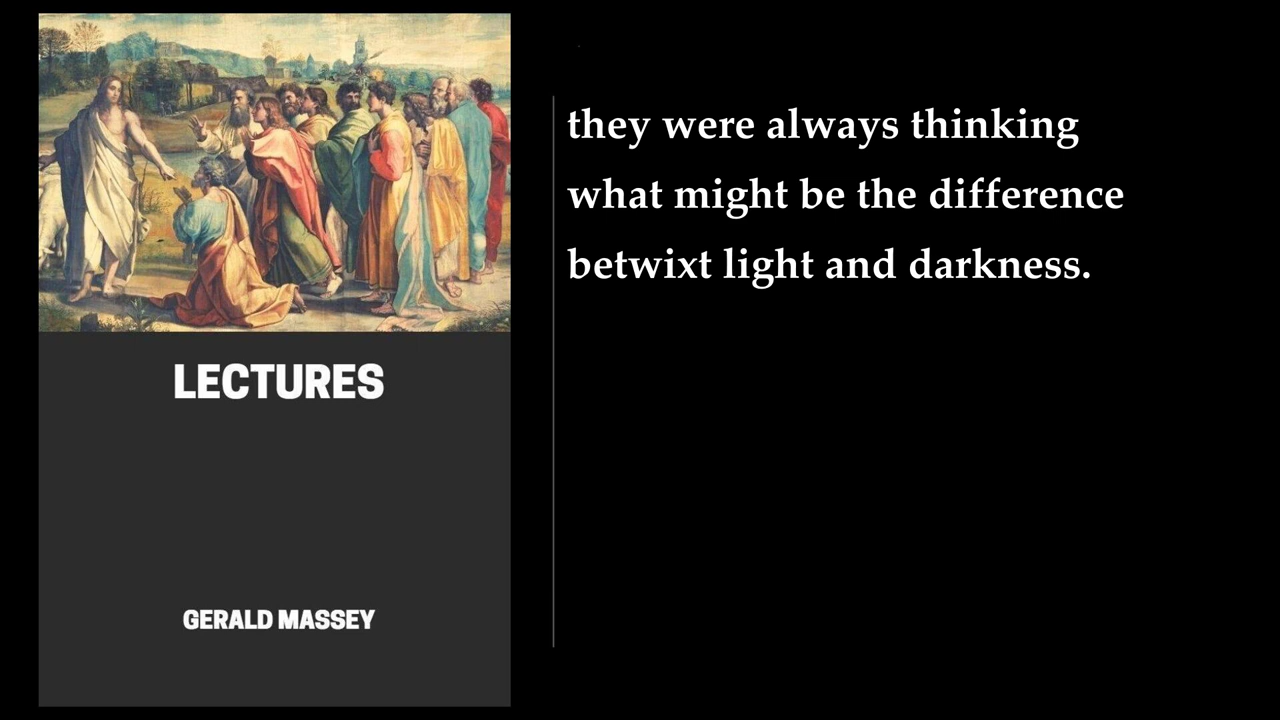 LECTURES
GERALD MASSEY
they were always thinking
what might be the difference
betwixt light and darkness.